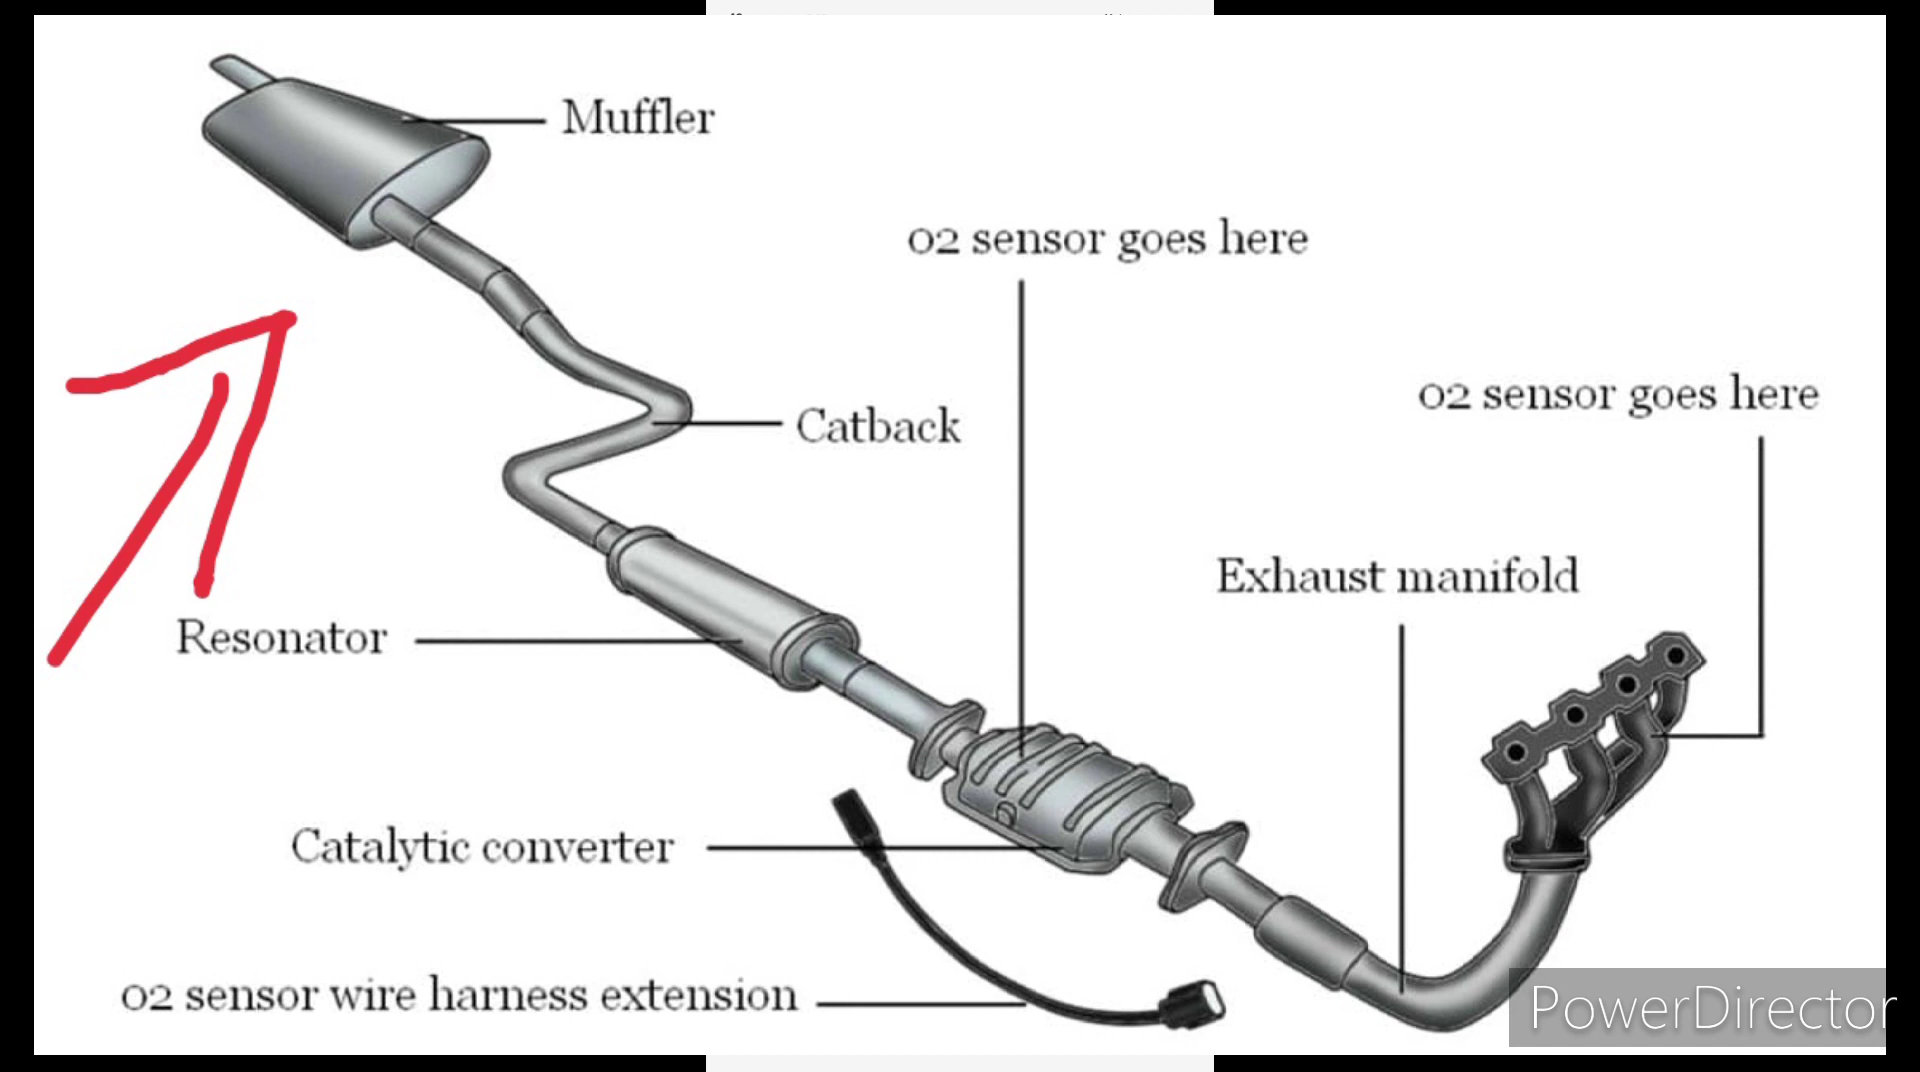 Muffler
o2 sensor goes here
o2 sensor goes here
Catback
Exhaust manifold
Resonator
Catalytic converter
o2 sensor wire harness extension
PowerDirector